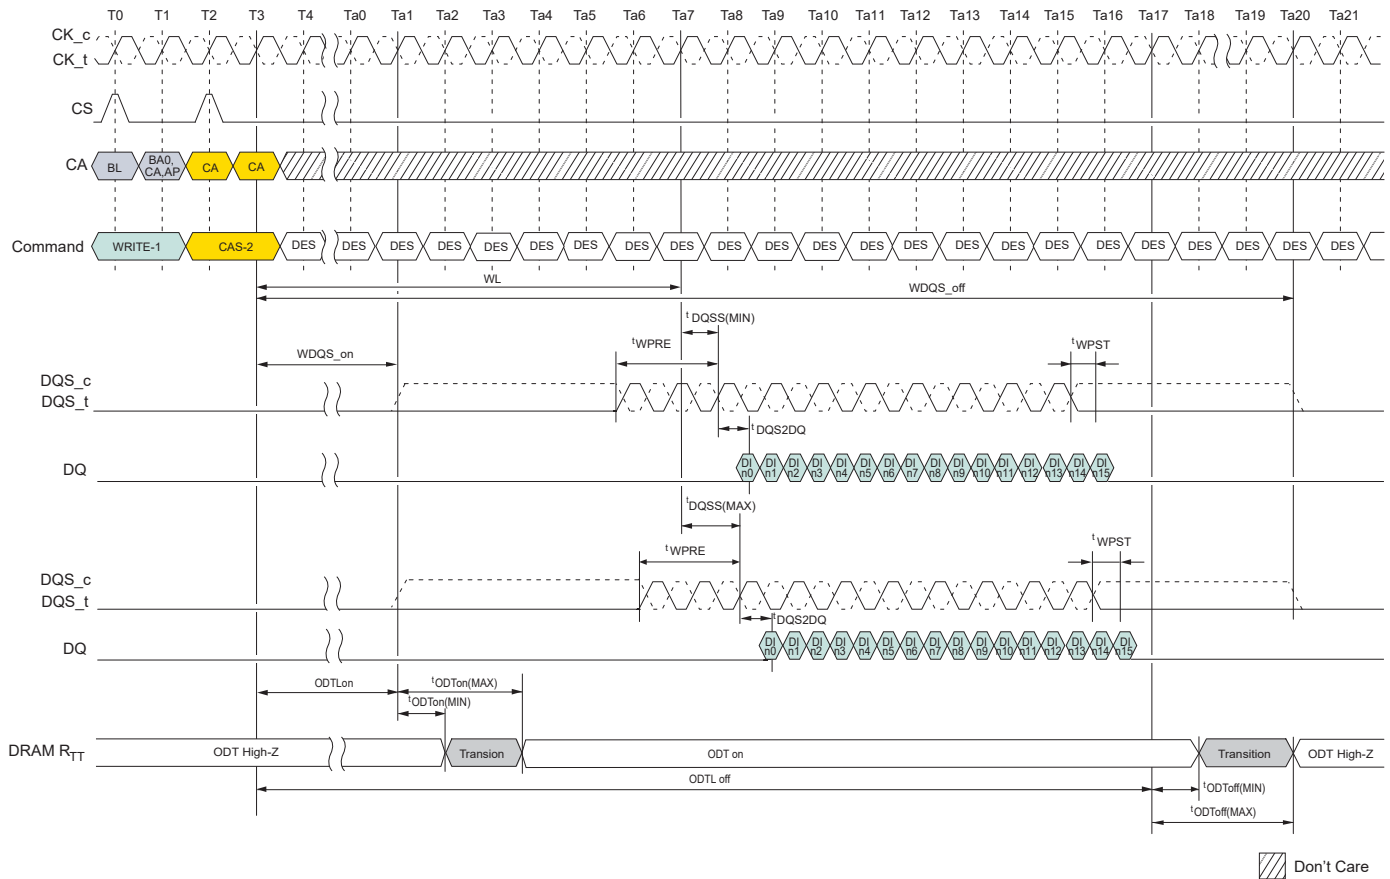 T0 T1 T2 T3 T4 Ta0 Ta1 Ta2 Ta3 Ta4 Ta5 Ta6 Ta7 Ta8 Ta9 Ta10 Ta11 Ta12 Ta13 Ta14 Ta15 Ta16 Ta17 Ta18 Ta19 Ta20 Ta21
CK_c
CK_t
CS
CA BL BA0, CA,AP CA CA
Command WRITE-1 CAS-2 DES DES DES DES DES DES DES DES DES DES DES DES DES DES DES DES DES DES DES DES DES DES DES
WL
WDQS_off
tDQSS(MIN)
tWPRE
tWPST
WDQS_on
DQS_c
DQS_t
tDQS2DQ
DQ DI n0 DI n1 DI n2 DI n3 DI n4 DI n5 DI n6 DI n7 DI n8 DI n9 DI n10 DI n11 DI n12 DI n13 DI n14 DI n15
tDQSS(MAX)
tWPRE
tWPST
DQS_c
DQS_t
tDQS2DQ
DQ DI n0 DI n1 DI n2 DI n3 DI n4 DI n5 DI n6 DI n7 DI n8 DI n9 DI n10 DI n11 DI n12 DI n13 DI n14 DI n15
ODTLon
tODTon(MAX)
tODTon(MIN)
DRAM RTT ODT High-Z Transion ODT on Transition ODT High-Z
ODTL off
tODToff(MIN)
tODToff(MAX)
Don't Care